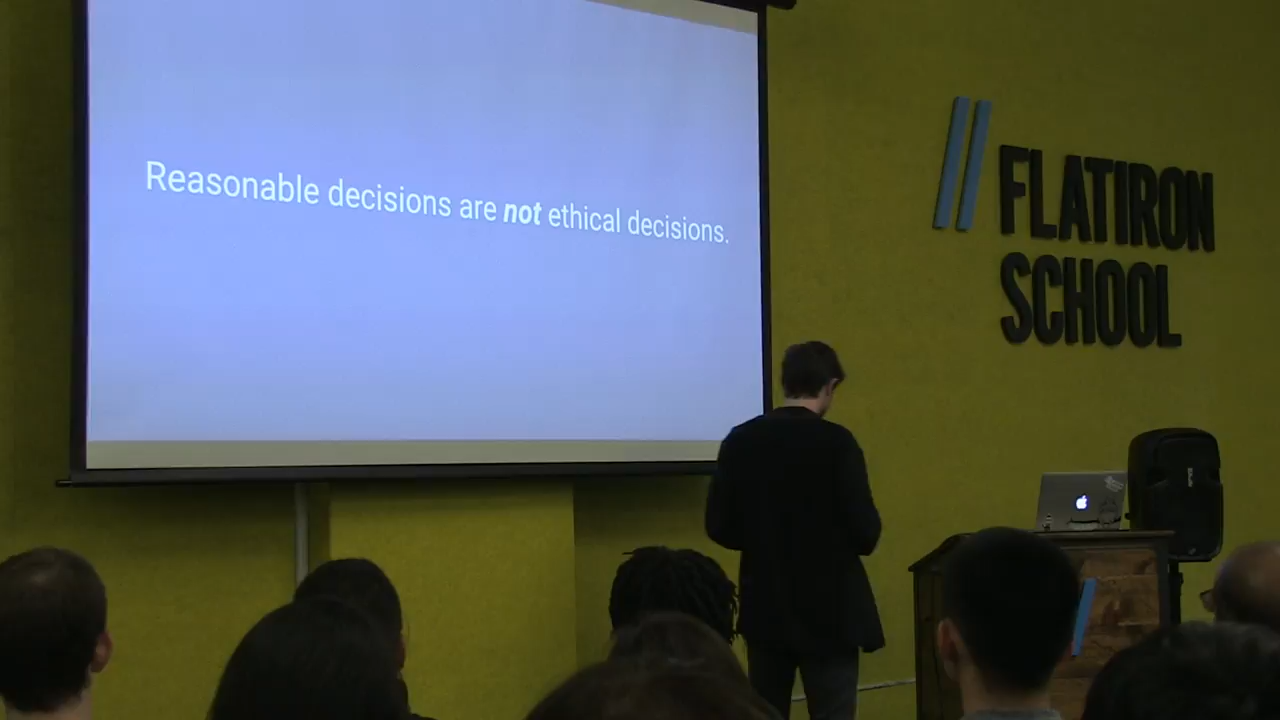 Reasonable decisions are not ethical decisions.
// FLATIRON
SCHOOL